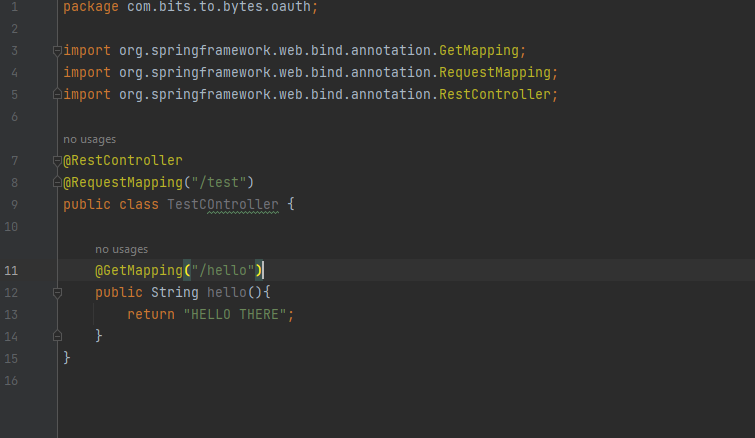 1 package com.bits.to.bytes.oauth;
2
3 import org.springframework.web.bind.annotation.GetMapping;
4 import org.springframework.web.bind.annotation.RequestMapping;
5 import org.springframework.web.bind.annotation.RestController;
6
no usages
7 @RestController
8 @RequestMapping("/test")
9 public class TestCOntroller {
10
no usages
11 @GetMapping("/hello")
12 public String hello(){
13 return "HELLO THERE";
14 }
15 }
16